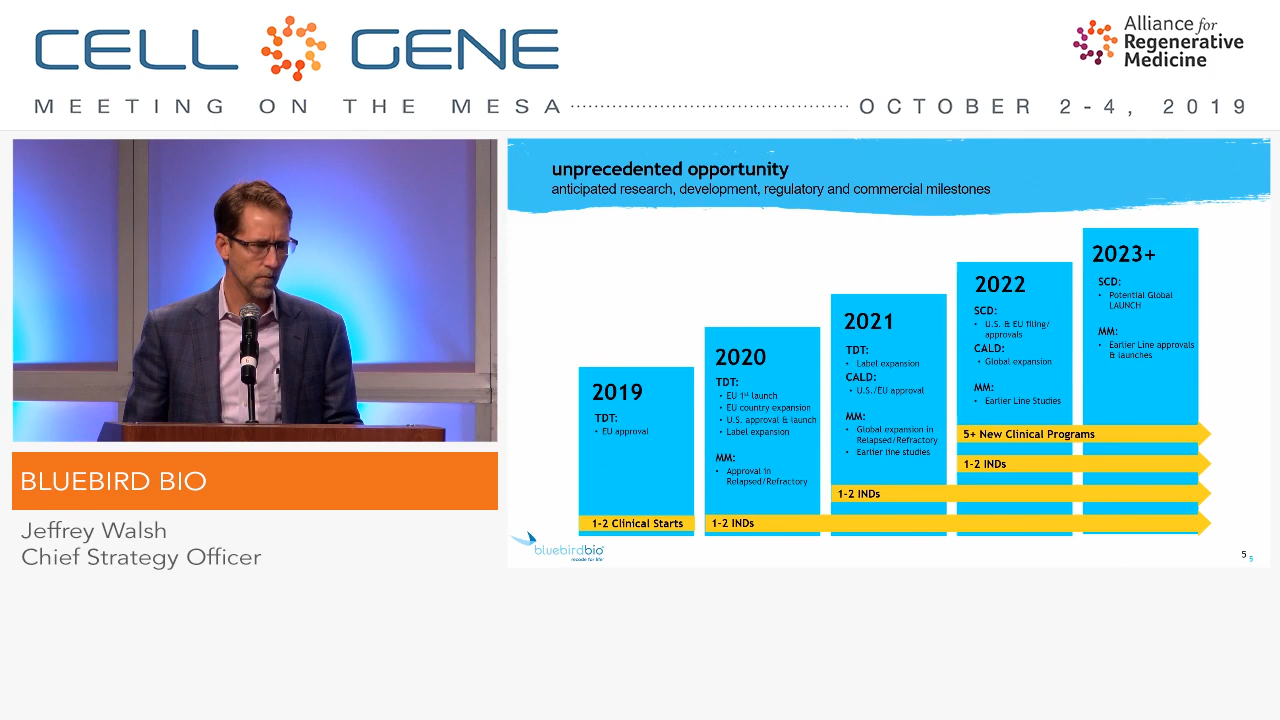 CELL GENE
Alliance for
Regenerative
Medicine
MEETING ON THE MESA
OCTOBER 2-4, 2019
unprecedented opportunity
anticipated research, development, regulatory and commercial milestones
2019
TDT:
• EU approval
1-2 Clinical Starts
2020
TDT:
• EU 1st launch
• EU country expansion
• U.S. approval & launch
• Label expansion
MM:
• Approval in
Relapsed/Refractory
1-2 INDs
2021
TDT:
• Label expansion
CALD:
• U.S./EU approval
MM:
• Global expansion in
Relapsed/Refractory
• Earlier line studies
1-2 INDs
2022
SCD:
• U.S. & EU filing/
approvals
CALD:
• Global expansion
MM:
• Earlier Line Studies
5+ New Clinical Programs
1-2 INDs
2023+
SCD:
• Potential Global
LAUNCH
MM:
• Earlier Line approvals
& launches
bluebirdbio
recode for life
5
5
BLUEBIRD BIO
Jeffrey Walsh
Chief Strategy Officer